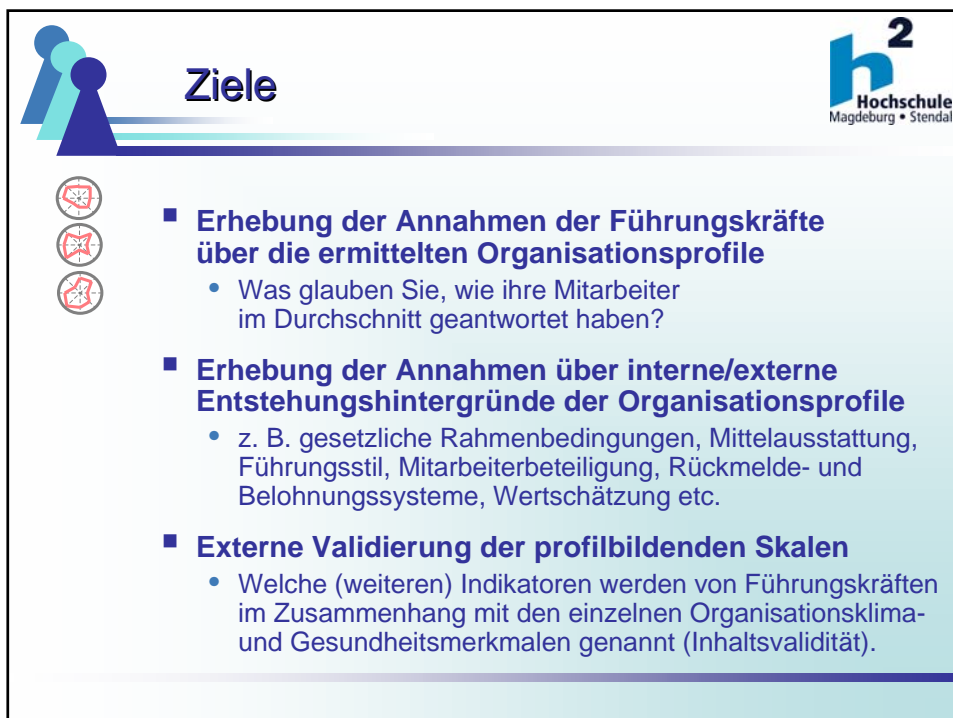 Ziele
h2
Hochschule
Magdeburg • Stendal
▪ Erhebung der Annahmen der Führungskräfte
über die ermittelten Organisationsprofile
• Was glauben Sie, wie ihre Mitarbeiter
im Durchschnitt geantwortet haben?
▪ Erhebung der Annahmen über interne/externe
Entstehungshintergründe der Organisationsprofile
• z. B. gesetzliche Rahmenbedingungen, Mittelausstattung,
Führungsstil, Mitarbeiterbeteiligung, Rückmelde- und
Belohnungssysteme, Wertschätzung etc.
▪ Externe Validierung der profilbildenden Skalen
• Welche (weiteren) Indikatoren werden von Führungskräften
im Zusammenhang mit den einzelnen Organisationsklima-
und Gesundheitsmerkmalen genannt (Inhaltsvalidität).